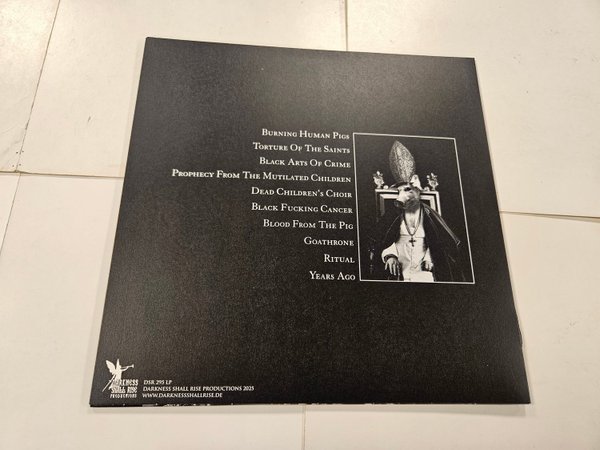 Burning Human Pigs
Torture Of The Saints
Black Arts Of Crime
Prophecy From The Mutilated Children
Dead Children's Choir
Black Fucking Cancer
Blood From The Pig
Goathrone
Ritual
Years Ago
DARKNESS
SHALL RISE
PRODUCTIONS
DSR 295 LP
DARKNESS SHALL RISE PRODUCTIONS 2025
WWW.DARKNESSSHALLRISE.DE